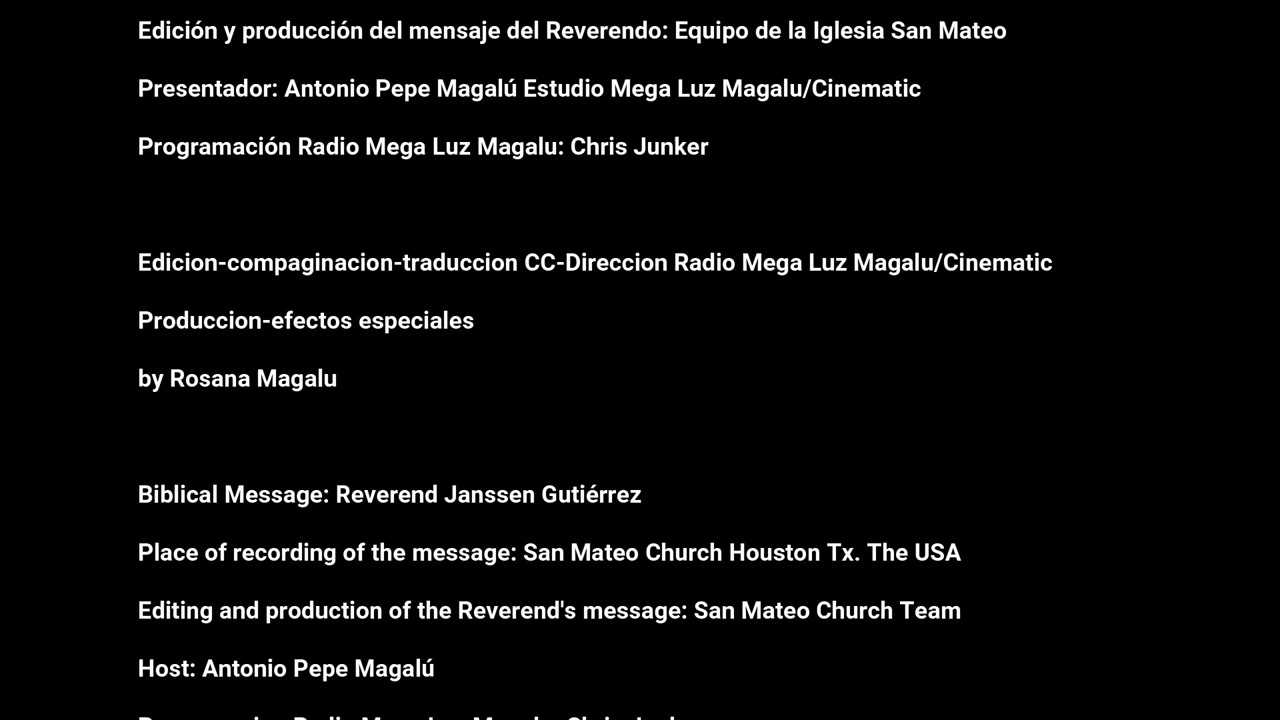 Edición y producción del mensaje del Reverendo: Equipo de la Iglesia San Mateo
Presentador: Antonio Pepe Magalú Estudio Mega Luz Magalu/Cinematic
Programación Radio Mega Luz Magalu: Chris Junker
Edicion-compaginacion-traduccion CC-Direccion Radio Mega Luz Magalu/Cinematic
Produccion-efectos especiales
by Rosana Magalu
Biblical Message: Reverend Janssen Gutiérrez
Place of recording of the message: San Mateo Church Houston Tx. The USA
Editing and production of the Reverend's message: San Mateo Church Team
Host: Antonio Pepe Magalú